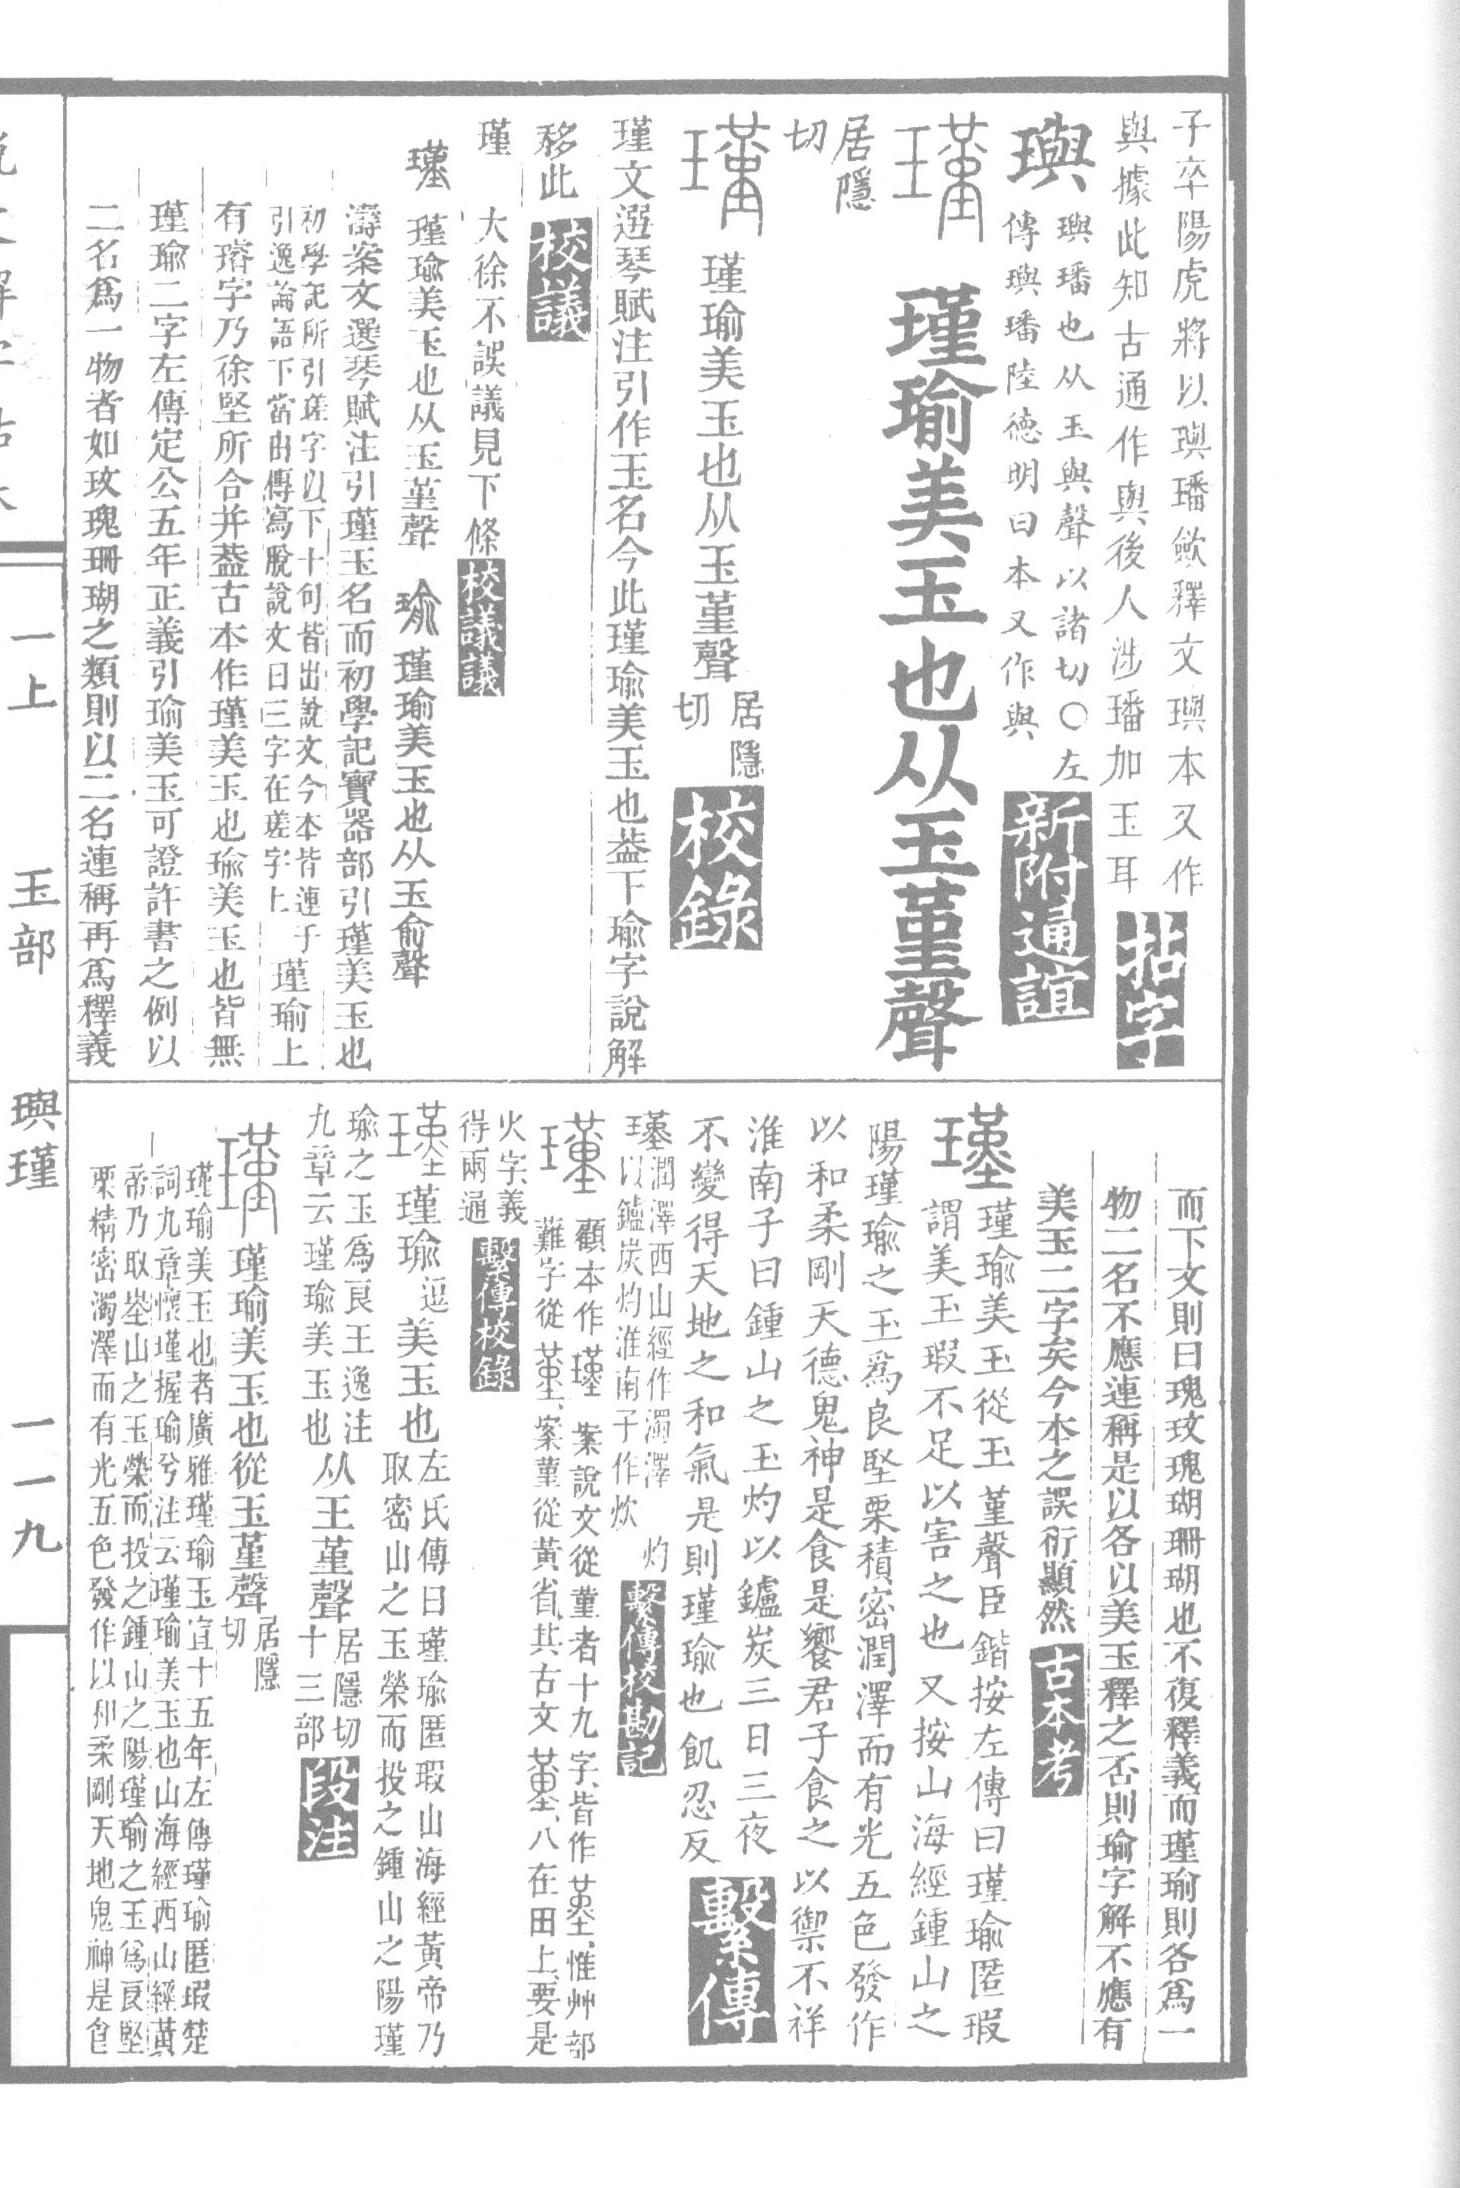 子卒陽虎將以璵璠斂釋文璵本又作
與據此知古通作與後人涉璠加玉耳 拈字
璵 璵璠也从玉與聲以諸切〇左
傳璵璠陸德明曰本又作與 新附通誼
瑾瑜美玉也从玉堇聲
居隱
切
瑾瑜美玉也从玉堇聲 居隱
切 校錄
瑾文選琴賦注引作玉名今此瑾瑜美玉也葢下瑜字說解
移此 校議
瑾 大徐不誤議見下條 校議議
瑾瑜美玉也从玉堇聲 瑾瑜美玉也从玉俞聲
濤案文選琴賦注引瑾玉名而初學記寶器部引瑾美玉也
初學記所引瑳字以下十句皆出說文今本皆連于
引逸論語下當由傳寫脫說文曰三字在瑳字上 瑾瑜上
有璿字乃徐堅所合并葢古本作瑾美玉也瑜美玉也皆無
瑾瑜二字左傳定公五年正義引瑜美玉可證許書之例以
二名爲一物者如玫瑰珊瑚之類則以二名連稱再爲釋義
而下文則曰瑰玫瑰瑚珊瑚也不復釋義而瑾瑜則各爲一
物二名不應連稱是以各以美玉釋之否則瑜字解不應有
美玉二字矣今本之誤衍顯然 古本考
瑾瑜美玉從玉堇聲臣鍇按左傳曰瑾瑜匿瑕
謂美玉瑕不足以害之也又按山海經鍾山之
陽瑾瑜之玉爲良堅栗積密潤澤而有光五色發作
以和柔剛天德鬼神是食是饗君子食之以禦不祥
淮南子曰鍾山之玉灼以鑪炭三日三夜
不變得天地之和氣是則瑾瑜也飢忍反 繫傳
潤澤西山經作濁澤
以鑪炭灼淮南子作炊 灼 繫傳校勘記
顧本作瑾案說文從堇者十九字皆作堇惟艸部
難字從堇案菫從黃省其古文堇八在田上要是
火字義
得兩通 繫傳校錄
瑾瑜逗美玉也 左氏傳曰瑾瑜匿瑕山海經黃帝乃
取密山之玉榮而投之鍾山之陽瑾
瑜之玉爲良王逸注
九章云瑾瑜美玉也 从王堇聲 居隱切
十三部 段注
瑾瑜美玉也從玉堇聲 居隱
切
瑾瑜美玉也者廣雅瑾瑜玉宣十五年左傳瑾瑜匿瑕楚
詞九章懷瑾握瑜兮注云瑾瑜美玉也山海經西山經黃
帝乃取峚山之玉榮而投之鍾山之陽瑾瑜之玉爲良堅
栗精密濁澤而有光五色發作以和柔剛天地鬼神是食
一上 玉部 璵瑾 一一九